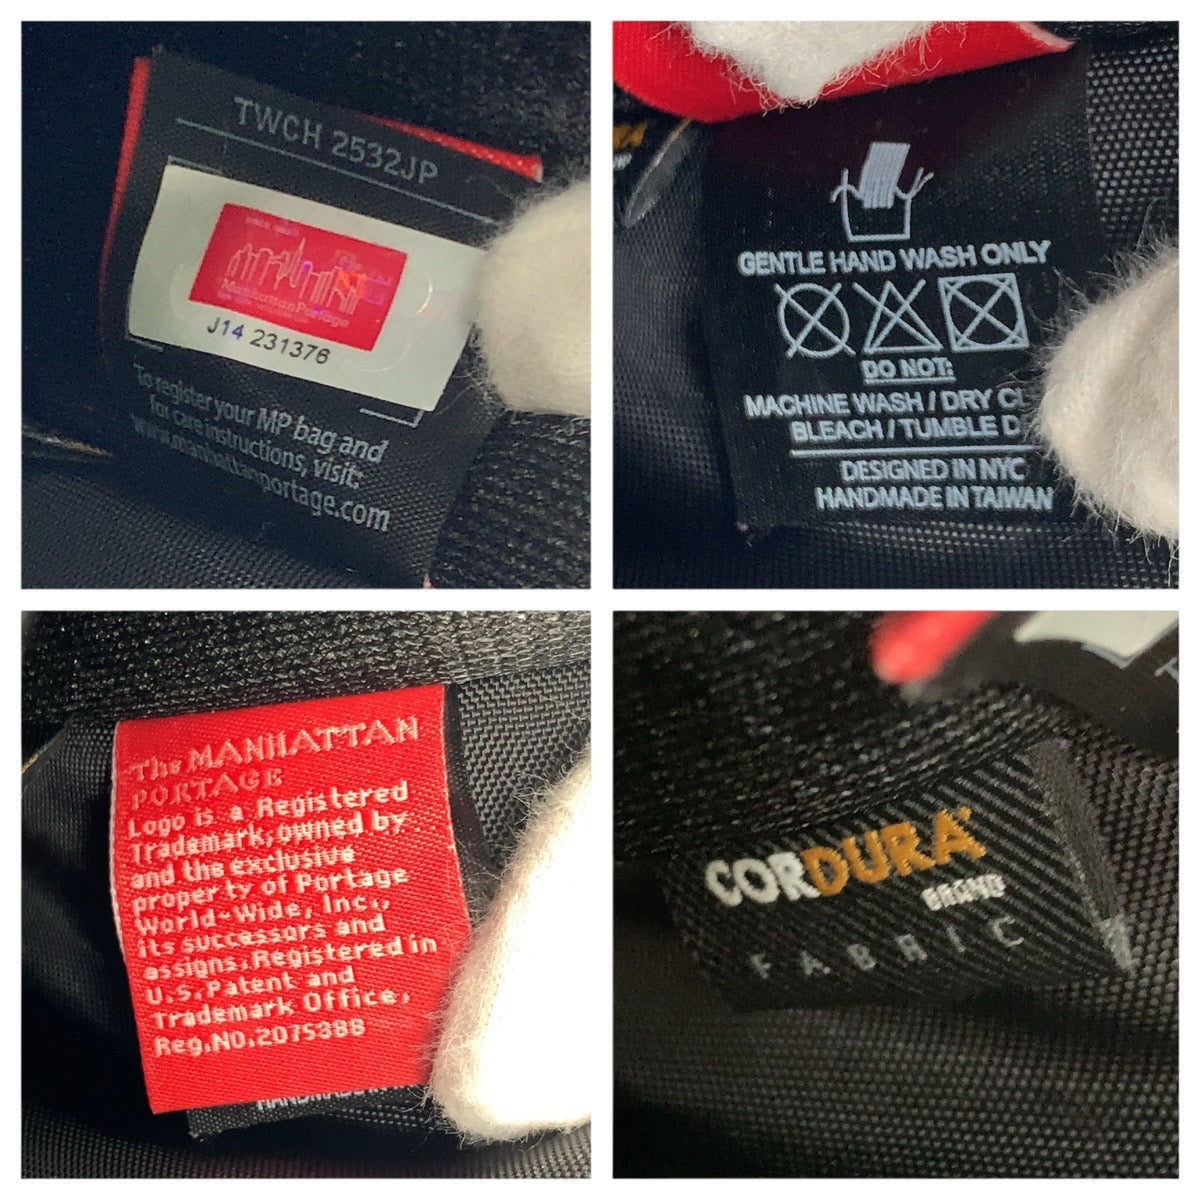 TWCH 2532JP
Manhattan Portage
J14 231376
To register your MP bag and
for care instructions, visit:
www.manhattanportage.com
GENTLE HAND WASH ONLY
DO NOT:
MACHINE WASH / DRY
BLEACH / TUMBLE
DESIGNED IN NYC
HANDMADE IN TAIWAN
The MANHATTAN
PORTAGE
Logo is a Registered
Trademark,owned by
and the exclusive
property of Portage
World-Wide, Inc.,
its successors and
assigns.Registered in
U.S.Patent and
Trademark Office,
Reg.NO.2075388
CORDURA
BRAND
FABRIC